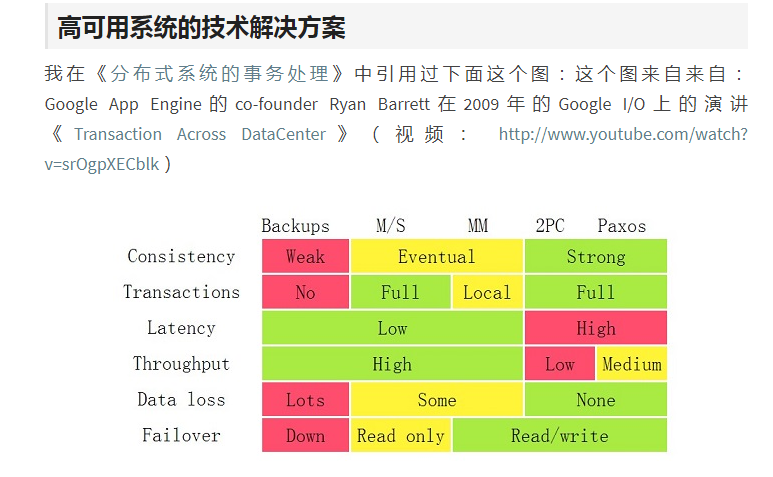 高可用系统的技术解决方案
我在《分布式系统的事务处理》中引用过下面这个图：这个图来自来自：
Google App Engine 的 co-founder Ryan Barrett 在 2009 年的 Google I/O 上的演讲
《Transaction Across DataCenter》（视频： http://www.youtube.com/watch?
v=srOgpXECblk）
Backups M/S MM 2PC Paxos
Consistency Weak Eventual Strong
Transactions No Full Local Full
Latency Low High
Throughput High Low Medium
Data loss Lots Some None
Failover Down Read only Read/write